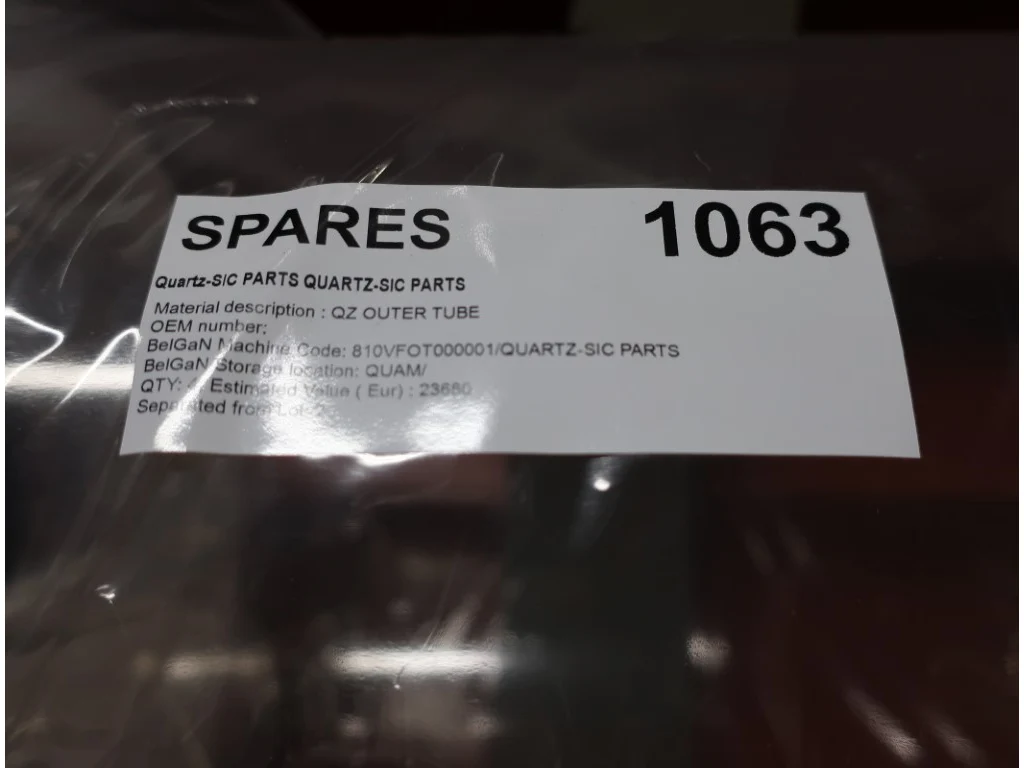 SPARES 1063
Quartz-SIC PARTS QUARTZ-SIC PARTS
Material description : QZ OUTER TUBE
OEM number:
BelGaN Machine Code: 810VFOT000001/QUARTZ-SIC PARTS
BelGaN Storage location: QUAM/
QTY: Estimated Value ( Eur) : 23680
Separated from Lot